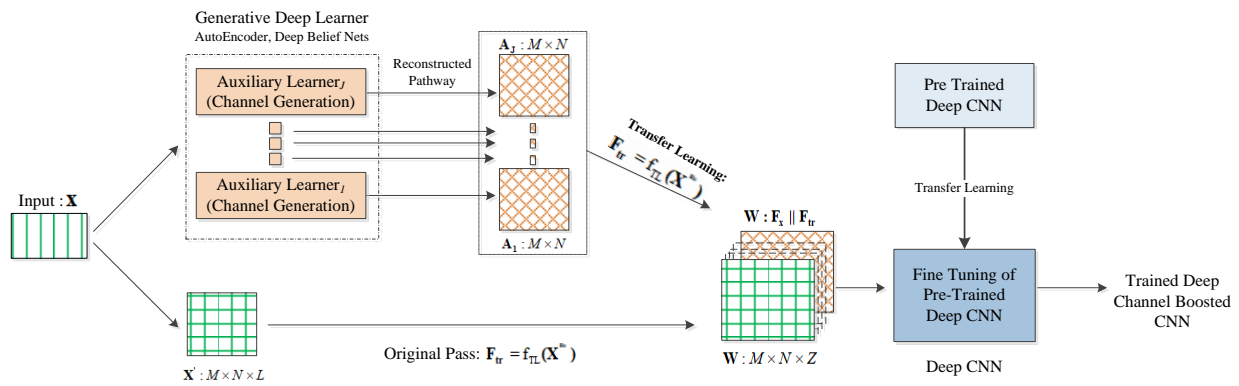 Generative Deep Learner
AutoEncoder, Deep Belief Nets
Auxiliary Learner_J
(Channel Generation)
Auxiliary Learner_1
(Channel Generation)
Reconstructed
Pathway
A_J : M × N
A_1 : M × N
Transfer Learning:
F_tr = f_TL(X
Input : X
X' : M × N × L
Original Pass: F_tr = f_TL(X
W : F_x || F_tr
W : M × N × Z
Pre Trained
Deep CNN
Transfer Learning
Fine Tuning of
Pre-Trained
Deep CNN
Deep CNN
Trained Deep
Channel Boosted
CNN